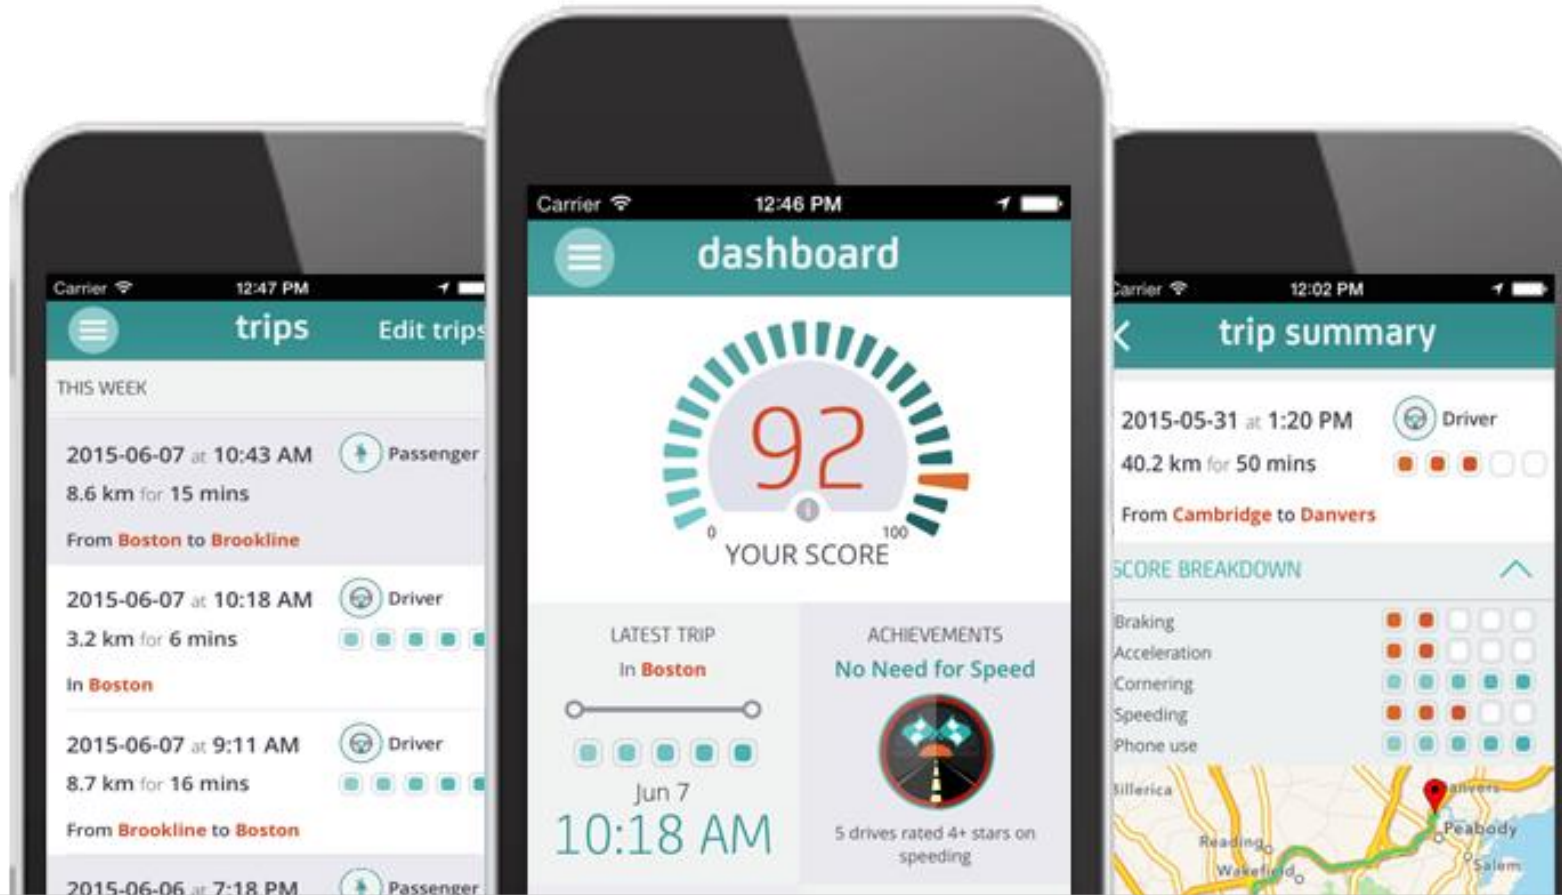 Carrier 12:47 PM
trips Edit trips
THIS WEEK
2015-06-07 at 10:43 AM Passenger
8.6 km for 15 mins
From Boston to Brookline
2015-06-07 at 10:18 AM Driver
3.2 km for 6 mins
In Boston
2015-06-07 at 9:11 AM Driver
8.7 km for 16 mins
From Brookline to Boston
2015-06-06 at 7:18 PM Passenger
Carrier 12:46 PM
dashboard
92
i
0 100
YOUR SCORE
LATEST TRIP
In Boston
Jun 7
10:18 AM
ACHIEVEMENTS
No Need for Speed
5 drives rated 4+ stars on
speeding
Carrier 12:02 PM
trip summary
2015-05-31 at 1:20 PM Driver
40.2 km for 50 mins
From Cambridge to Danvers
SCORE BREAKDOWN
Braking
Acceleration
Cornering
Speeding
Phone use
Billerica
Danvers
Peabody
Reading
Salem
Wakefield